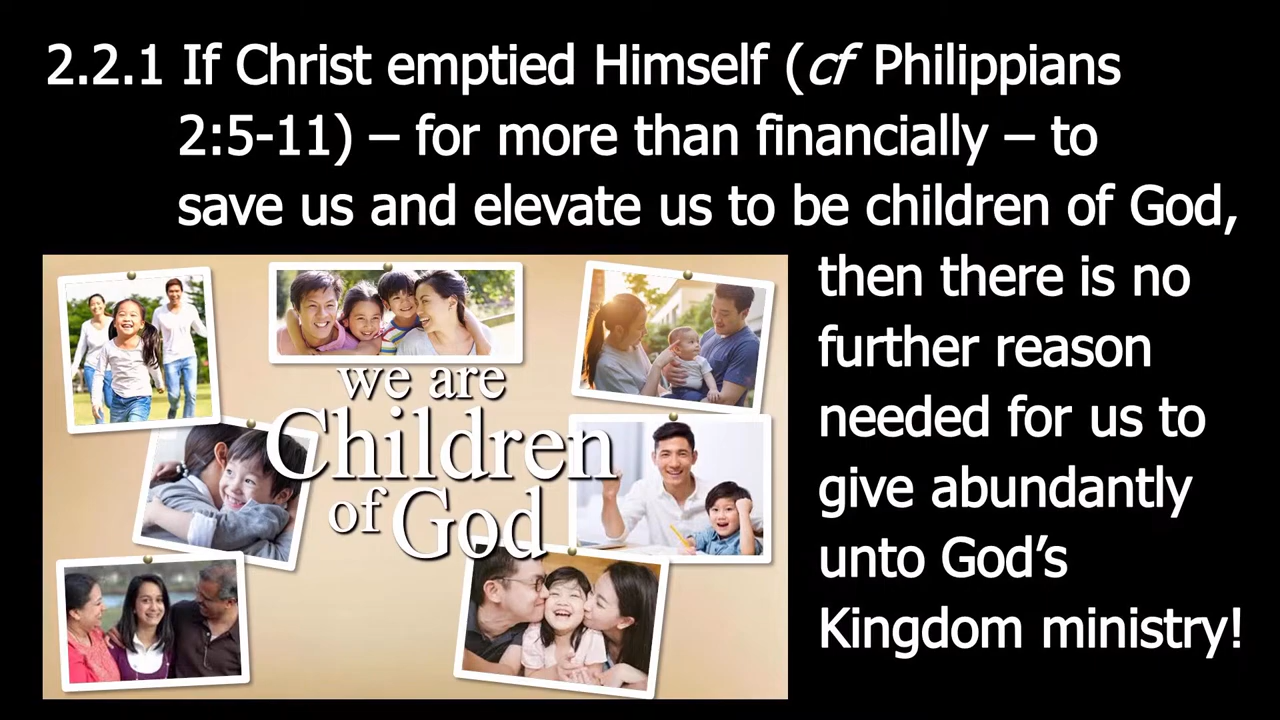 2.2.1 If Christ emptied Himself (cf Philippians
2:5-11) – for more than financially – to
save us and elevate us to be children of God,
then there is no
further reason
needed for us to
give abundantly
unto God’s
Kingdom ministry!
we are
Children
of God